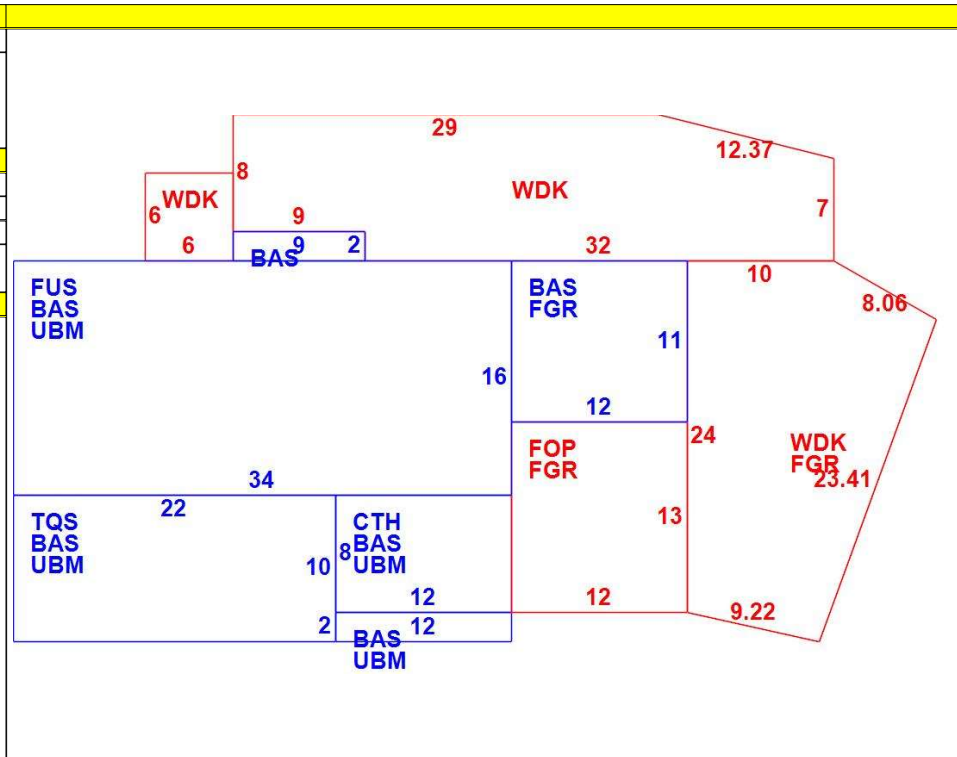 29
12.37
8
WDK
WDK
7
6
9
6
9
2
32
BAS
10
FUS
BAS
UBM
BAS
FGR
8.06
11
16
12
24
WDK
FGR
FOP
FGR
23.41
34
22
TQS
BAS
UBM
CTH
BAS
UBM
13
10
8
12
12
9.22
2
12
BAS
UBM